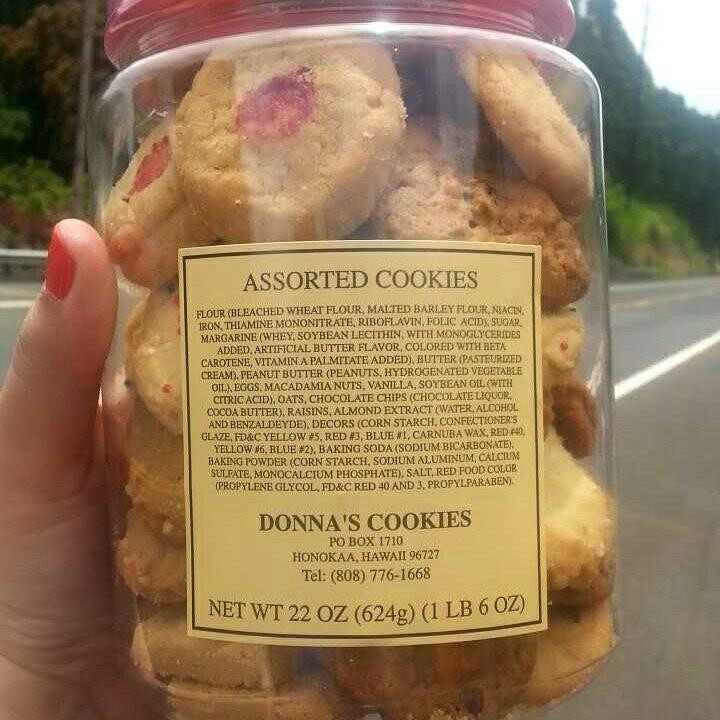 ASSORTED COOKIES
FLOUR (BLEACHED WHEAT FLOUR, MALTED BARLEY FLOUR, NIACIN,
IRON, THIAMINE MONONITRATE, RIBOFLAVIN, FOLIC ACID), SUGAR,
MARGARINE (WHEY, SOYBEAN LECITHIN, WITH MONOGLYCERIDES
ADDED, ARTIFICIAL BUTTER FLAVOR, COLORED WITH BETA
CAROTENE, VITAMIN A PALMITATE ADDED), BUTTER (PASTEURIZED
CREAM), PEANUT BUTTER (PEANUTS, HYDROGENATED VEGETABLE
OIL), EGGS, MACADAMIA NUTS, VANILLA, SOYBEAN OIL (WITH
CITRIC ACID), OATS, CHOCOLATE CHIPS (CHOCOLATE LIQUOR,
COCOA BUTTER), RAISINS, ALMOND EXTRACT (WATER, ALCOHOL
AND BENZALDEYDE), DECORS (CORN STARCH, CONFECTIONER'S
GLAZE, FD&C YELLOW #5, RED #3, BLUE #1, CARNUBA WAX, RED #40,
YELLOW #6, BLUE #2), BAKING SODA (SODIUM BICARBONATE),
BAKING POWDER (CORN STARCH, SODIUM ALUMINUM, CALCIUM
SULFATE, MONOCALCIUM PHOSPHATE), SALT, RED FOOD COLOR
(PROPYLENE GLYCOL, FD&C RED 40 AND 3, PROPYLPARABEN).
DONNA'S COOKIES
PO BOX 1710
HONOKAA, HAWAII 96727
Tel: (808) 776-1668
NET WT 22 OZ (624g) (1 LB 6 OZ)